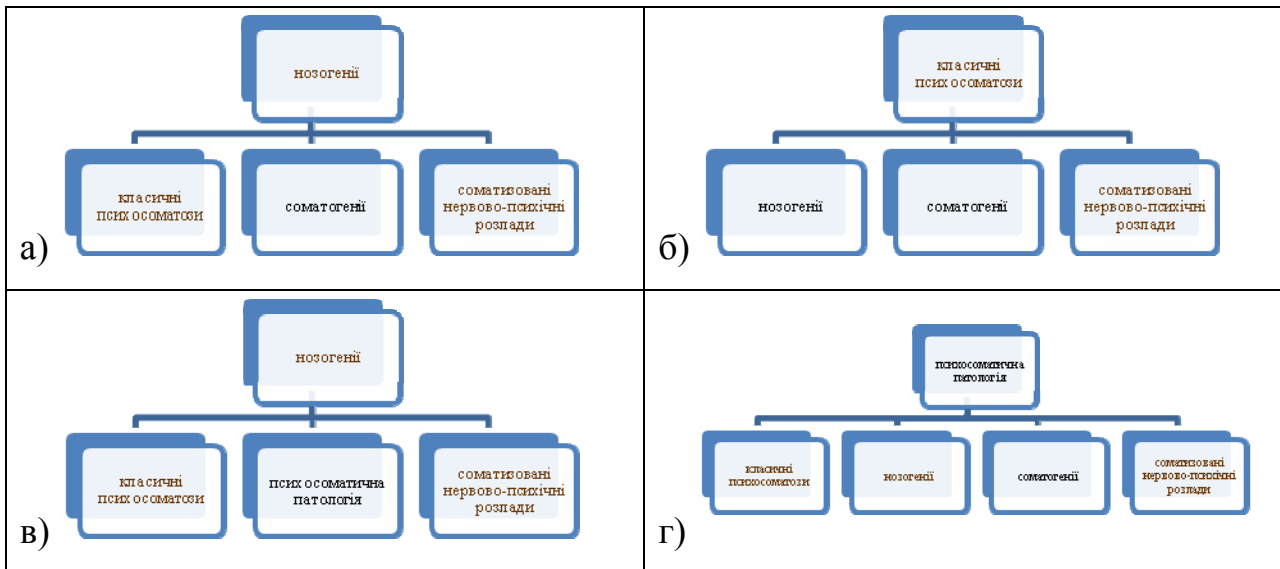 нозогенії
класичні
психосоматози
соматогенії
соматизовані
нервово-психічні
розлади
а)
класичні
психосоматози
нозогенії
соматогенії
соматизовані
нервово-психічні
розлади
б)
нозогенії
класичні
психосоматози
психосоматична
патологія
соматизовані
нервово-психічні
розлади
в)
психосоматична
патологія
класичні
психосоматози
нозогенії
соматогенії
соматизовані
нервово-психічні
розлади
г)